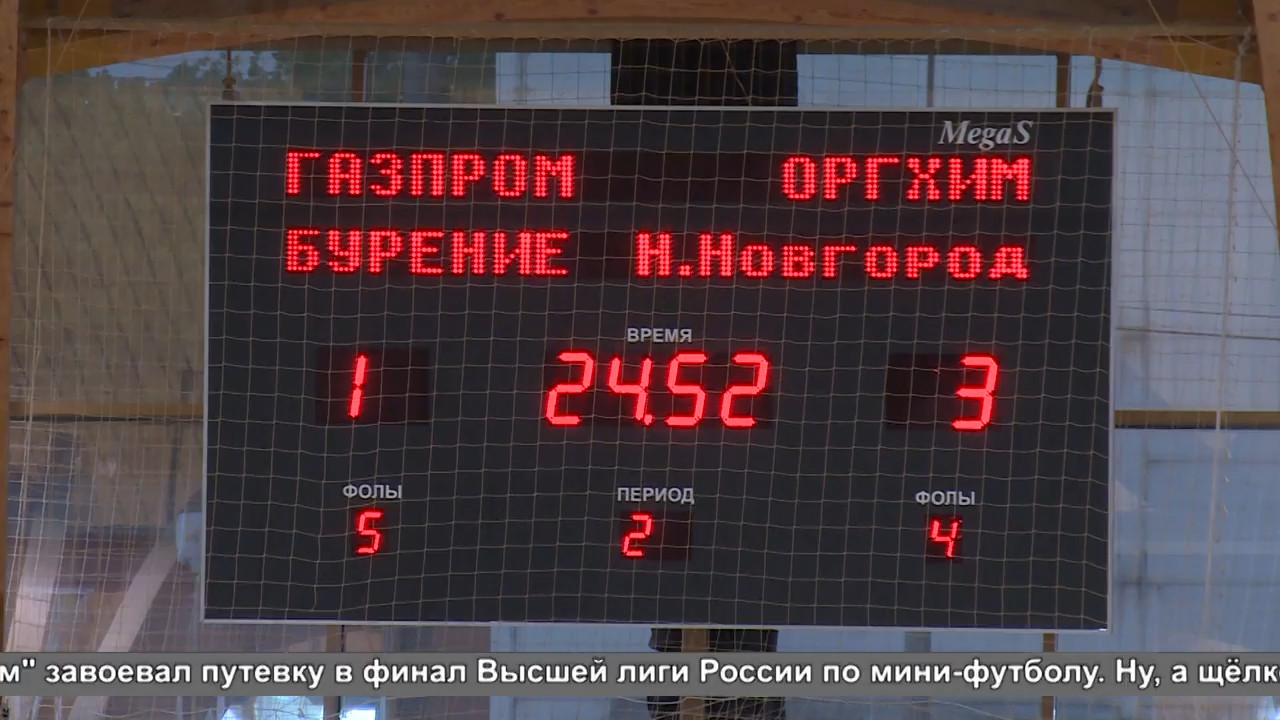 MegaS
ГАЗПРОМ ОРГХИМ
БУРЕНИЕ Н.Новгород
ВРЕМЯ
1 24.52 3
ФОЛЫ ПЕРИОД ФОЛЫ
5 2 4
м" завоевал путевку в финал Высшей лиги России по мини-футболу. Ну, а